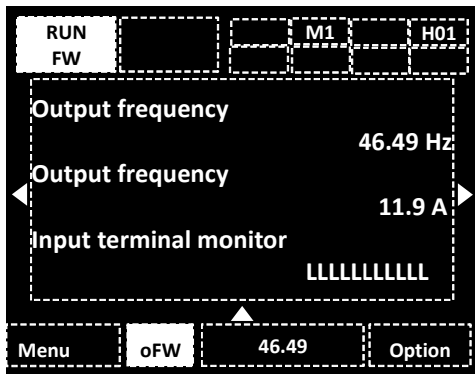 RUN M1 H01
FW
Output frequency
46.49 Hz
Output frequency
11.9 A
Input terminal monitor
LLLLLLLLLLL
Menu oFW 46.49 Option